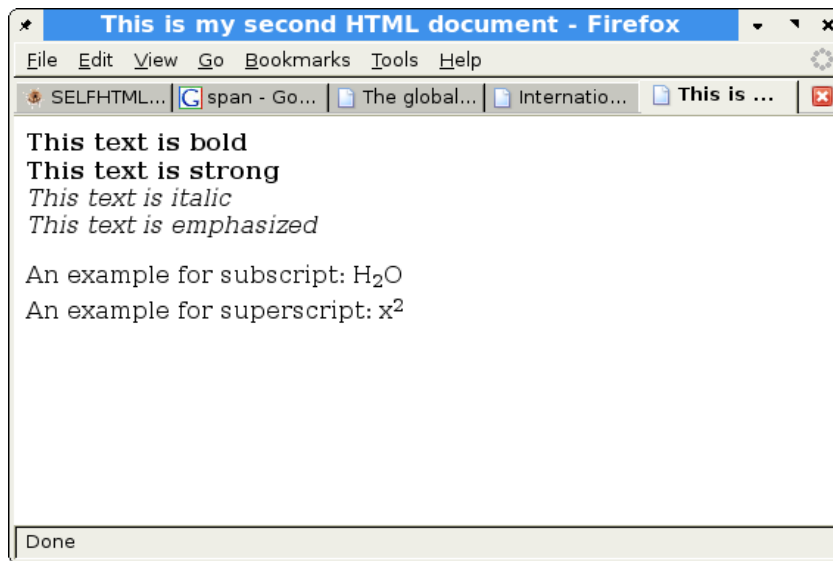 This is my second HTML document - Firefox
File Edit View Go Bookmarks Tools Help
SELFHTML... G span - Go... The global... Internatio... This is ...
This text is bold
This text is strong
This text is italic
This text is emphasized
An example for subscript: H₂O
An example for superscript: x²
Done